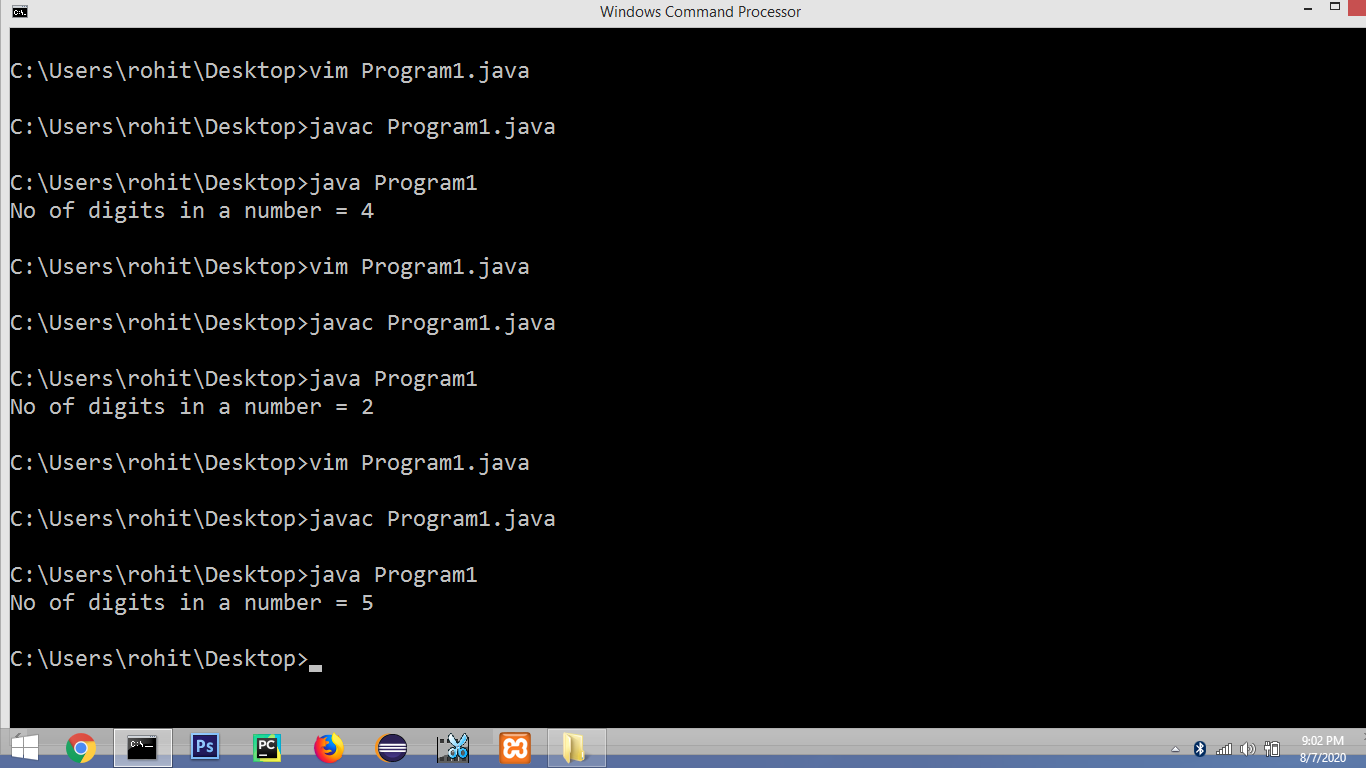 Windows Command Processor
C:\Users\rohit\Desktop>vim Program1.java
C:\Users\rohit\Desktop>javac Program1.java
C:\Users\rohit\Desktop>java Program1
No of digits in a number = 4
C:\Users\rohit\Desktop>vim Program1.java
C:\Users\rohit\Desktop>javac Program1.java
C:\Users\rohit\Desktop>java Program1
No of digits in a number = 2
C:\Users\rohit\Desktop>vim Program1.java
C:\Users\rohit\Desktop>javac Program1.java
C:\Users\rohit\Desktop>java Program1
No of digits in a number = 5
C:\Users\rohit\Desktop>
Ps
PC
9:02 PM
8/7/2020